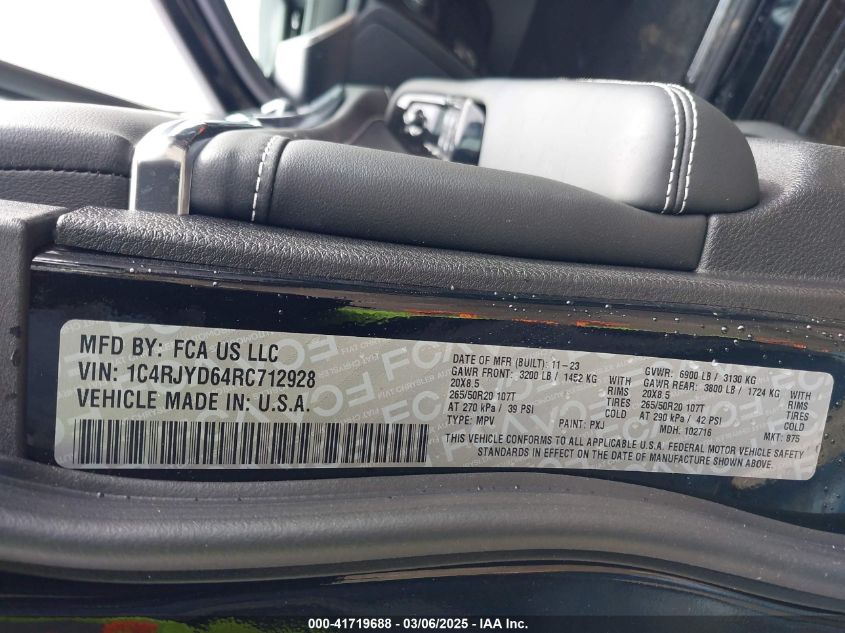 MFD BY: FCA US LLC
VIN: 1C4RJYD64RC712928
VEHICLE MADE IN: U.S.A.
DATE OF MFR (BUILT): 11-23
GAWR FRONT: 3200 LB / 1452 KG WITH
20X8.5 RIMS
265/50R20 107T TIRES
AT 270 kPa / 39 PSI COLD
TYPE: MPV PAINT: PXJ
GVWR: 6900 LB / 3130 KG
GAWR REAR: 3800 LB / 1724 KG WITH
20X8.5 RIMS
265/50R20 107T TIRES
AT 290 kPa / 42 PSI COLD
MDH: 102716 MKT: 875
THIS VEHICLE CONFORMS TO ALL APPLICABLE U.S.A. FEDERAL MOTOR VEHICLE SAFETY
STANDARDS IN EFFECT ON THE DATE OF MANUFACTURE SHOWN ABOVE.
000-41719688 - 03/06/2025 - IAA Inc.